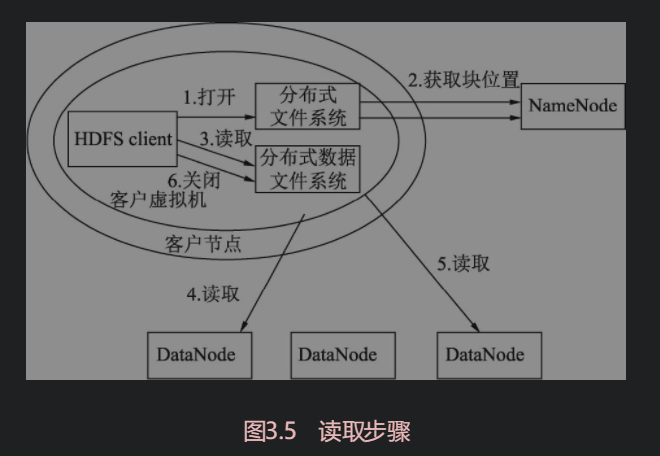 1.打开
分布式
文件系统
2.获取块位置
NameNode
HDFS client
3.读取
分布式数据
文件系统
6.关闭
客户虚拟机
客户节点
4.读取
5.读取
DataNode
DataNode
DataNode
图3.5 读取步骤